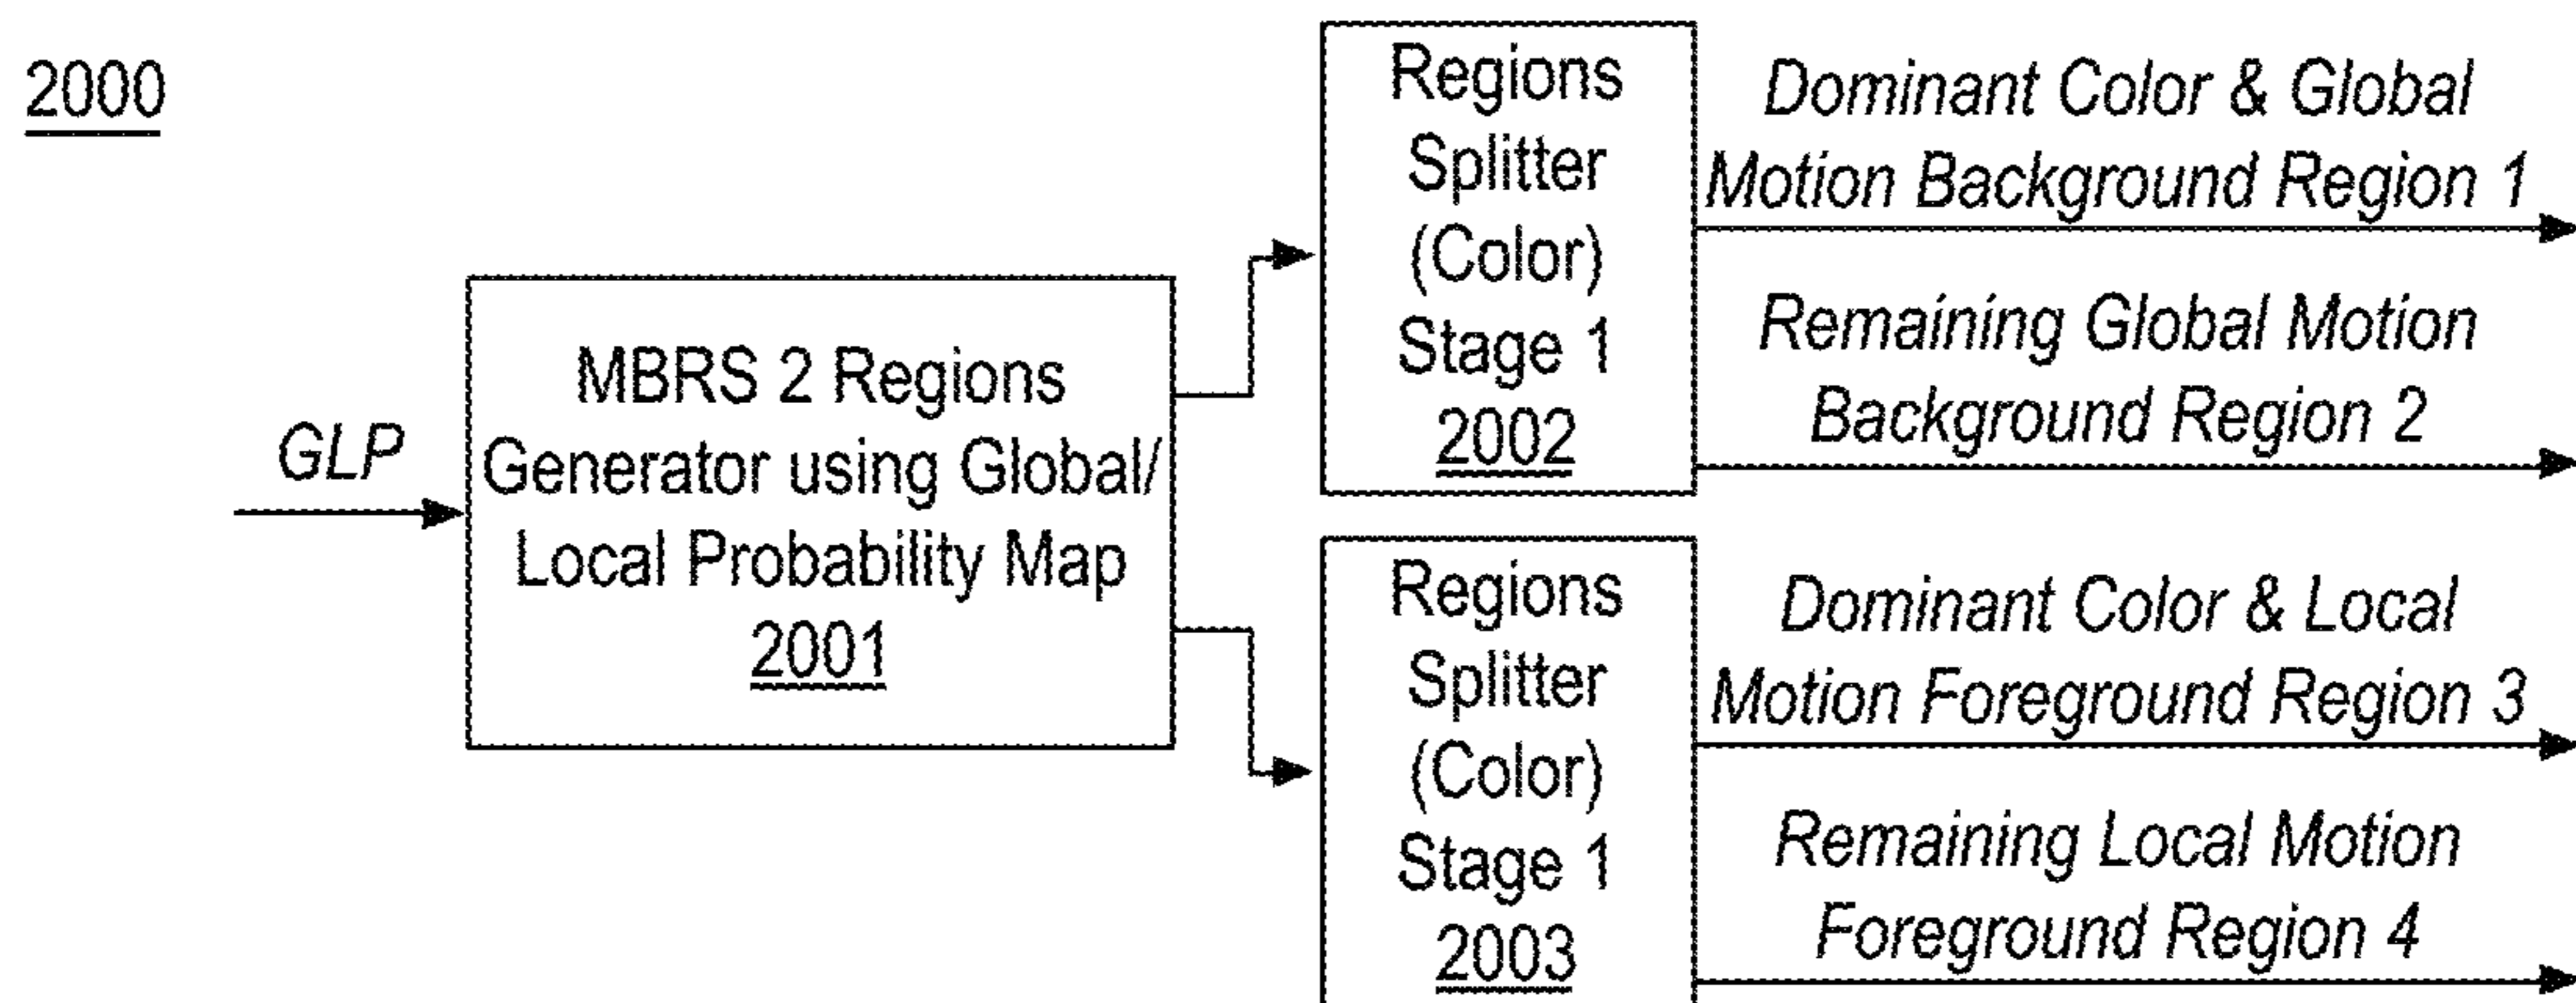 2000
GLP
MBRS 2 Regions
Generator using Global/
Local Probability Map
2001
Regions
Splitter
(Color)
Stage 1
2002
Dominant Color & Global
Motion Background Region 1
Remaining Global Motion
Background Region 2
Regions
Splitter
(Color)
Stage 1
2003
Dominant Color & Local
Motion Foreground Region 3
Remaining Local Motion
Foreground Region 4